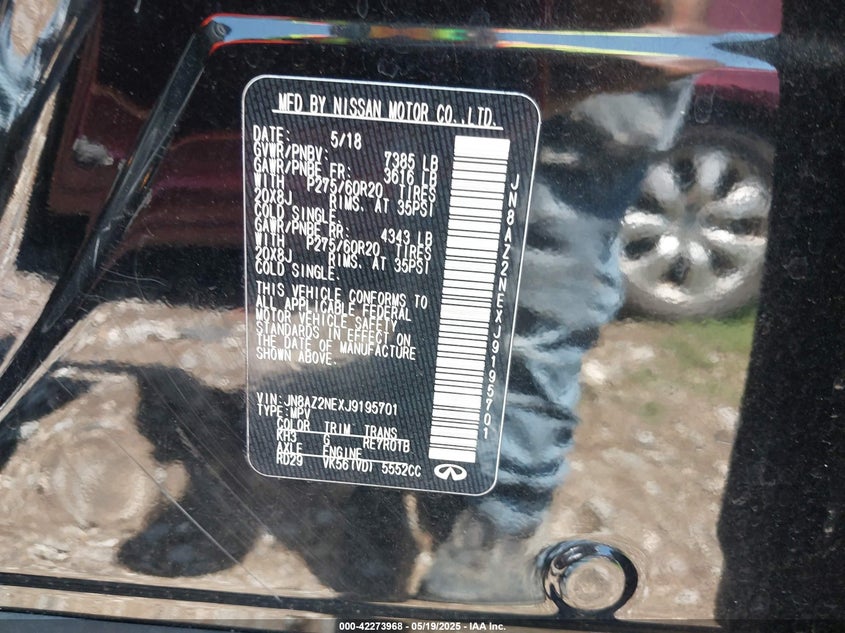 MFD BY NISSAN MOTOR CO.,LTD.
DATE: 5/18
GVWR/PNBV: 7385 LB
GAWR/PNBE FR: 3616 LB
WITH P275/60R20 TIRES
20X8J RIMS. AT 35PSI
COLD SINGLE.
GAWR/PNBE RR: 4343 LB
WITH P275/60R20 TIRES
20X8J RIMS. AT 35PSI
COLD SINGLE.
THIS VEHICLE CONFORMS TO
ALL APPLICABLE FEDERAL
MOTOR VEHICLE SAFETY
STANDARDS IN EFFECT ON
THE DATE OF MANUFACTURE
SHOWN ABOVE.
VIN:JN8AZ2NEXJ9195701
TYPE:MPV
COLOR TRIM TRANS
KH3 G RE7R01B
AXLE ENGINE
RD29 VK56(VD) 5552CC
JN8AZ2NEXJ9195701
000-42273968 - 05/19/2025 - IAA Inc.